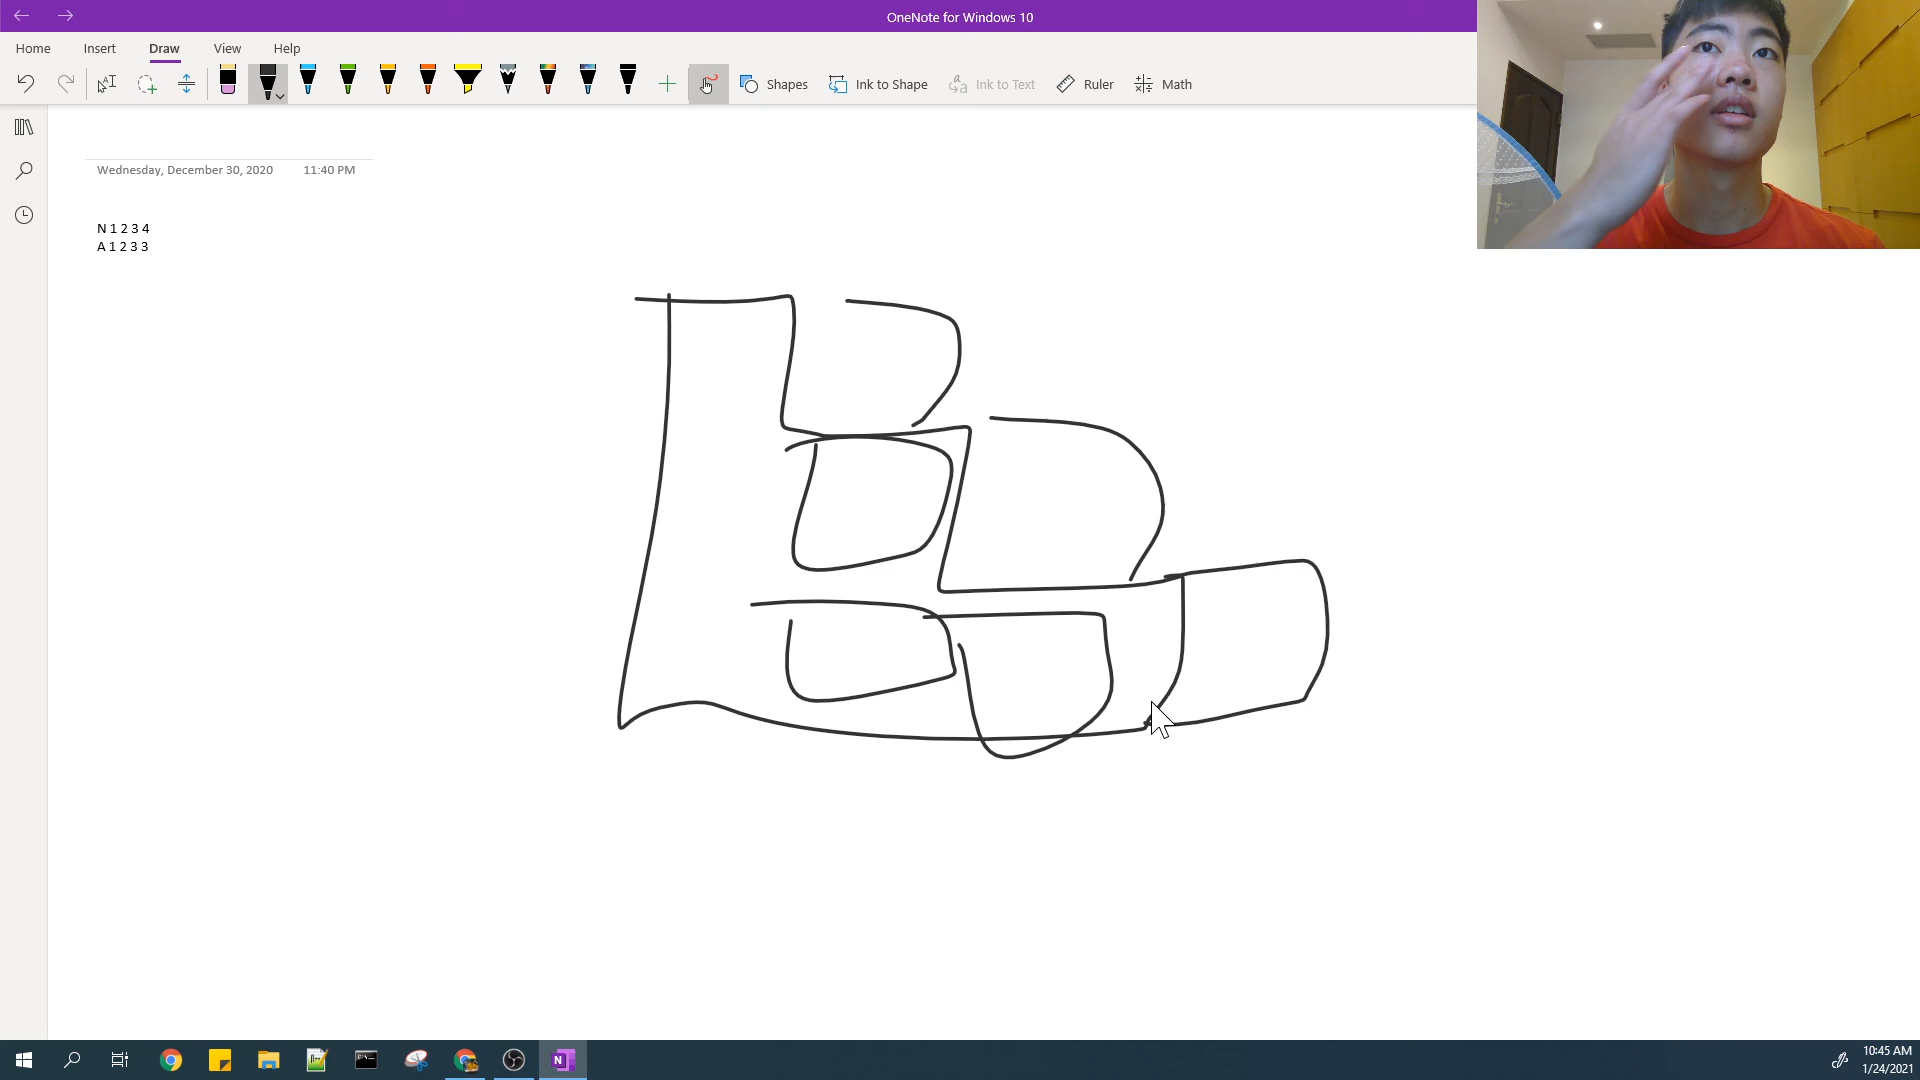 OneNote for Windows 10
Home Insert Draw View Help
Shapes Ink to Shape Ink to Text Ruler Math
Wednesday, December 30, 2020 11:40 PM
N 1 2 3 4
A 1 2 3 3
10:45 AM
1/24/2021